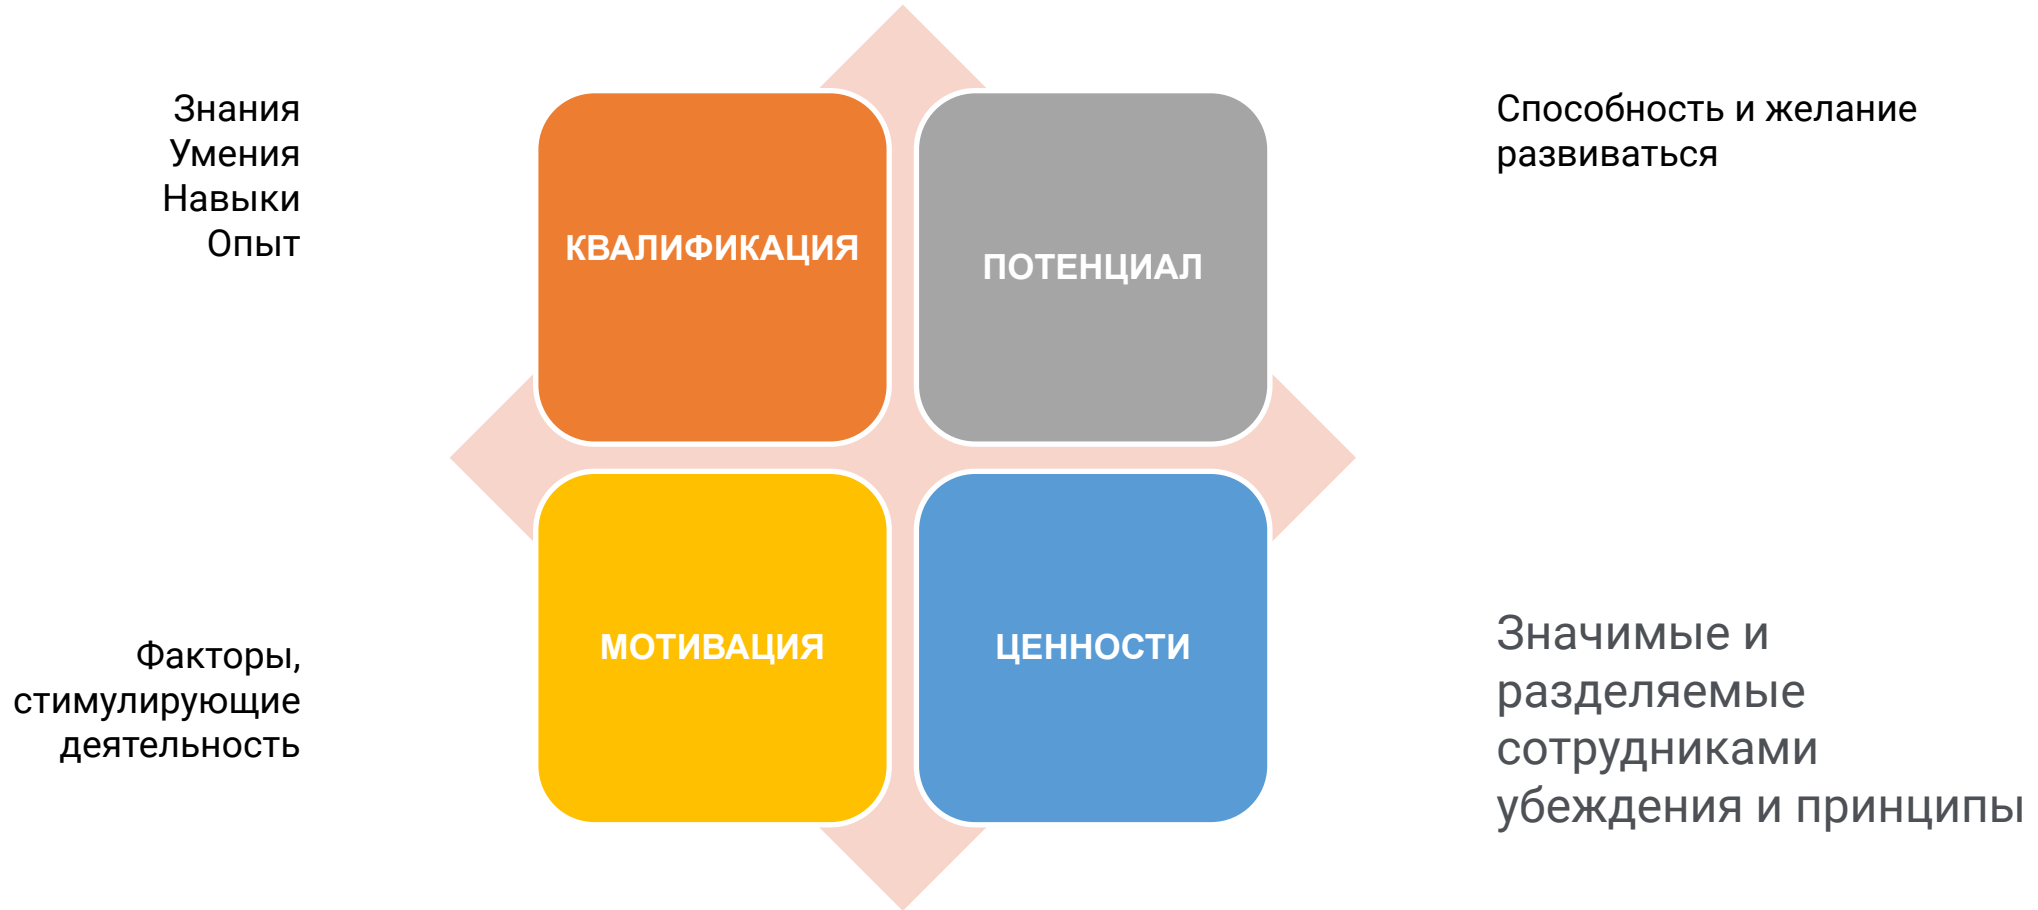 Знания
Умения
Навыки
Опыт
КВАЛИФИКАЦИЯ
ПОТЕНЦИАЛ
Способность и желание
развиваться
Факторы,
стимулирующие
деятельность
МОТИВАЦИЯ
ЦЕННОСТИ
Значимые и
разделяемые
сотрудниками
убеждения и принципы